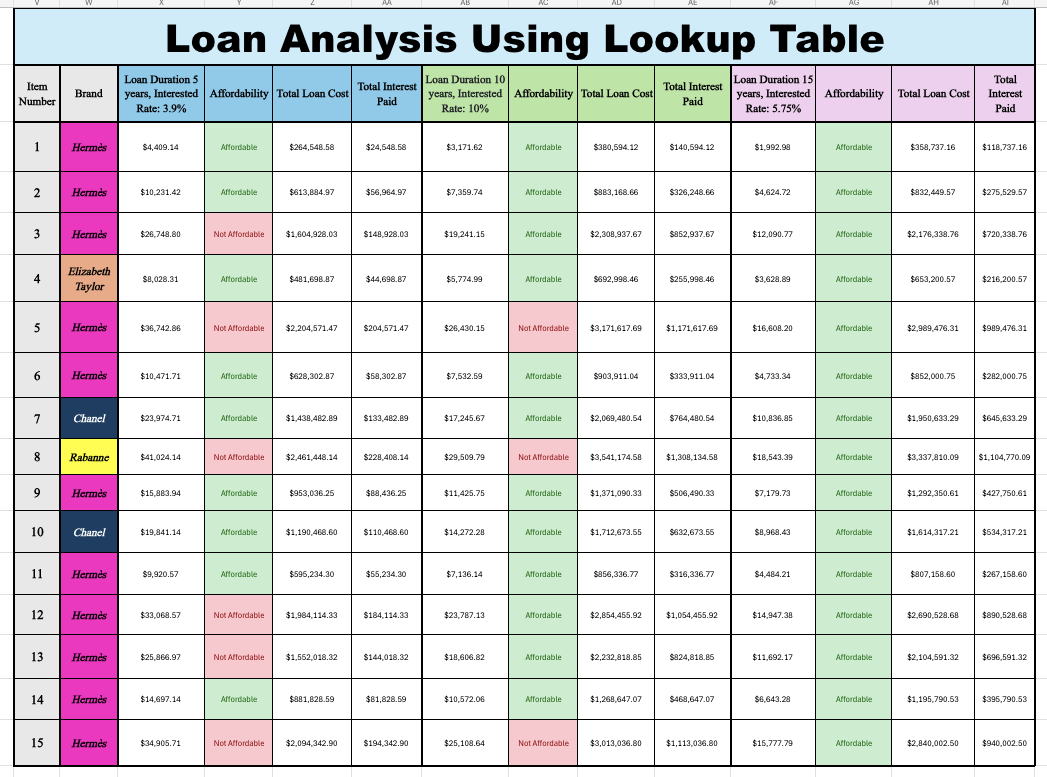 V W X Y Z AA AB AC AD AE AF AG AH AI
Loan Analysis Using Lookup Table
Item Number Brand Loan Duration 5 years, Interested Rate: 3.9% Affordability Total Loan Cost Total Interest Paid Loan Duration 10 years, Interested Rate: 10% Affordability Total Loan Cost Total Interest Paid Loan Duration 15 years, Interested Rate: 5.75% Affordability Total Loan Cost Total Interest Paid
1 Hermès $4,409.14 Affordable $264,548.58 $24,548.58 $3,171.62 Affordable $380,594.12 $140,594.12 $1,992.98 Affordable $358,737.16 $118,737.16
2 Hermès $10,231.42 Affordable $613,884.97 $56,964.97 $7,359.74 Affordable $883,168.66 $326,248.66 $4,624.72 Affordable $832,449.57 $275,529.57
3 Hermès $26,748.80 Not Affordable $1,604,928.03 $148,928.03 $19,241.15 Affordable $2,308,937.67 $852,937.67 $12,090.77 Affordable $2,176,338.76 $720,338.76
4 Elizabeth Taylor $8,028.31 Affordable $481,698.87 $44,698.87 $5,774.99 Affordable $692,998.46 $255,998.46 $3,628.89 Affordable $653,200.57 $216,200.57
5 Hermès $36,742.86 Not Affordable $2,204,571.47 $204,571.47 $26,430.15 Not Affordable $3,171,617.69 $1,171,617.69 $16,608.20 Affordable $2,989,476.31 $989,476.31
6 Hermès $10,471.71 Affordable $628,302.87 $58,302.87 $7,532.59 Affordable $903,911.04 $333,911.04 $4,733.34 Affordable $852,000.75 $282,000.75
7 Chanel $23,974.71 Affordable $1,438,482.89 $133,482.89 $17,245.67 Affordable $2,069,480.54 $764,480.54 $10,836.85 Affordable $1,950,633.29 $645,633.29
8 Rabanne $41,024.14 Not Affordable $2,461,448.14 $228,408.14 $29,509.79 Not Affordable $3,541,174.58 $1,308,134.58 $18,543.39 Affordable $3,337,810.09 $1,104,770.09
9 Hermès $15,883.94 Affordable $953,036.25 $88,436.25 $11,425.75 Affordable $1,371,090.33 $506,490.33 $7,179.73 Affordable $1,292,350.61 $427,750.61
10 Chanel $19,841.14 Affordable $1,190,468.60 $110,468.60 $14,272.28 Affordable $1,712,673.55 $632,673.55 $8,968.43 Affordable $1,614,317.21 $534,317.21
11 Hermès $9,920.57 Affordable $595,234.30 $55,234.30 $7,136.14 Affordable $856,336.77 $316,336.77 $4,484.21 Affordable $807,158.60 $267,158.60
12 Hermès $33,068.57 Not Affordable $1,984,114.33 $184,114.33 $23,787.13 Affordable $2,854,455.92 $1,054,455.92 $14,947.38 Affordable $2,690,528.68 $890,528.68
13 Hermès $25,866.97 Not Affordable $1,552,018.32 $144,018.32 $18,606.82 Affordable $2,232,818.85 $824,818.85 $11,692.17 Affordable $2,104,591.32 $696,591.32
14 Hermès $14,697.14 Affordable $881,828.59 $81,828.59 $10,572.06 Affordable $1,268,647.07 $468,647.07 $6,643.28 Affordable $1,195,790.53 $395,790.53
15 Hermès $34,905.71 Not Affordable $2,094,342.90 $194,342.90 $25,108.64 Not Affordable $3,013,036.80 $1,113,036.80 $15,777.79 Affordable $2,840,002.50 $940,002.50